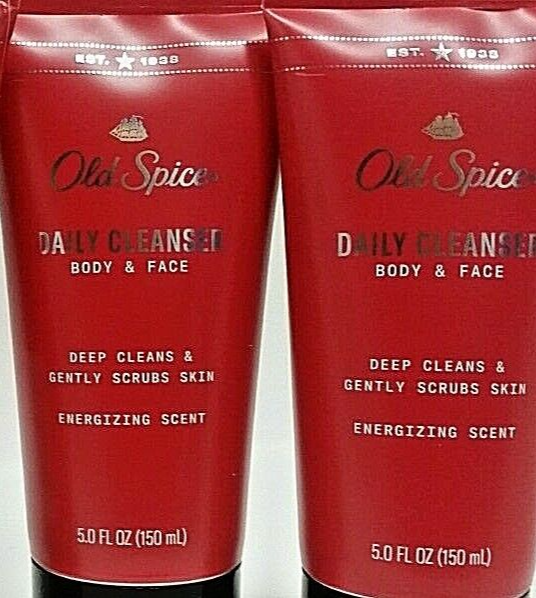 EST. ★ 1938
Old Spice
DAILY CLEANSER
BODY & FACE
DEEP CLEANS &
GENTLY SCRUBS SKIN
ENERGIZING SCENT
5.0 FL OZ (150 mL)
EST. ★ 1938
Old Spice
DAILY CLEANSER
BODY & FACE
DEEP CLEANS &
GENTLY SCRUBS SKIN
ENERGIZING SCENT
5.0 FL OZ (150 mL)